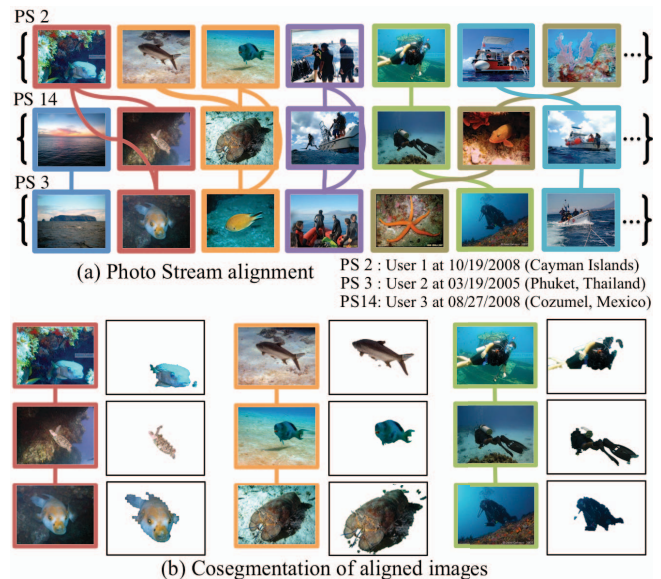 PS 2
PS 14
PS 3
(a) Photo Stream alignment
PS 2 : User 1 at 10/19/2008 (Cayman Islands)
PS 3 : User 2 at 03/19/2005 (Phuket, Thailand)
PS14: User 3 at 08/27/2008 (Cozumel, Mexico)
(b) Cosegmentation of aligned images